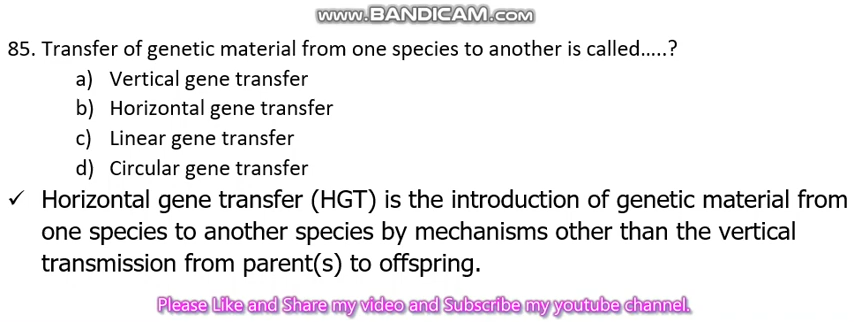 www.BANDICAM.COM
85. Transfer of genetic material from one species to another is called.....?
a) Vertical gene transfer
b) Horizontal gene transfer
c) Linear gene transfer
d) Circular gene transfer
✓ Horizontal gene transfer (HGT) is the introduction of genetic material from
one species to another species by mechanisms other than the vertical
transmission from parent(s) to offspring.
Please Like and Share my video and Subscribe my youtube channel.